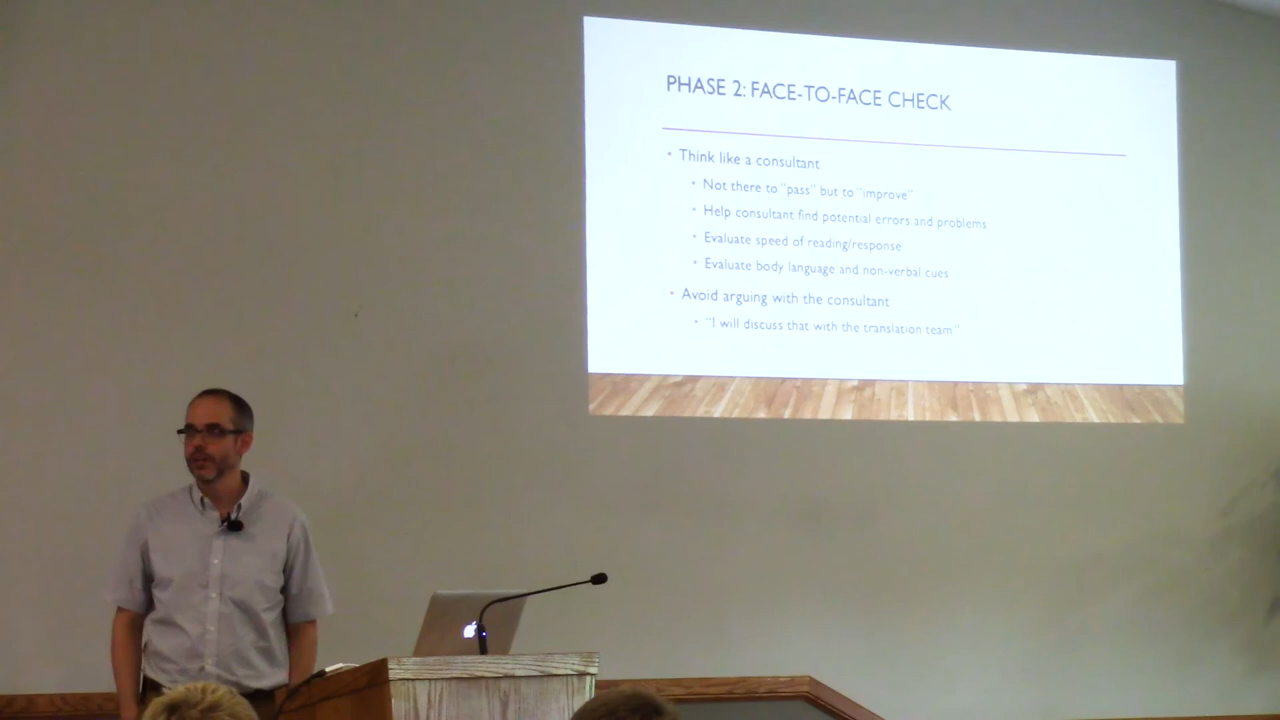 PHASE 2: FACE-TO-FACE CHECK
• Think like a consultant
• Not there to "pass" but to "improve"
• Help consultant find potential errors and problems
• Evaluate speed of reading/response
• Evaluate body language and non-verbal cues
• Avoid arguing with the consultant
• "I will discuss that with the translation team"